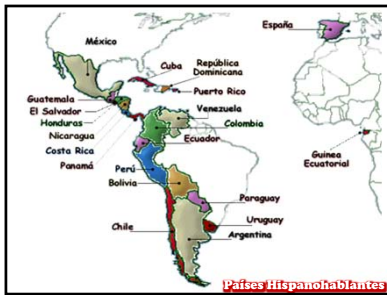 España
México
Cuba
República
Dominicana
Puerto Rico
Guatemala
El Salvador
Honduras
Nicaragua
Costa Rica
Panamá
Venezuela
Colombia
Ecuador
Guinea
Ecuatorial
Perú
Bolivia
Paraguay
Chile
Uruguay
Argentina
Países Hispanohablantes